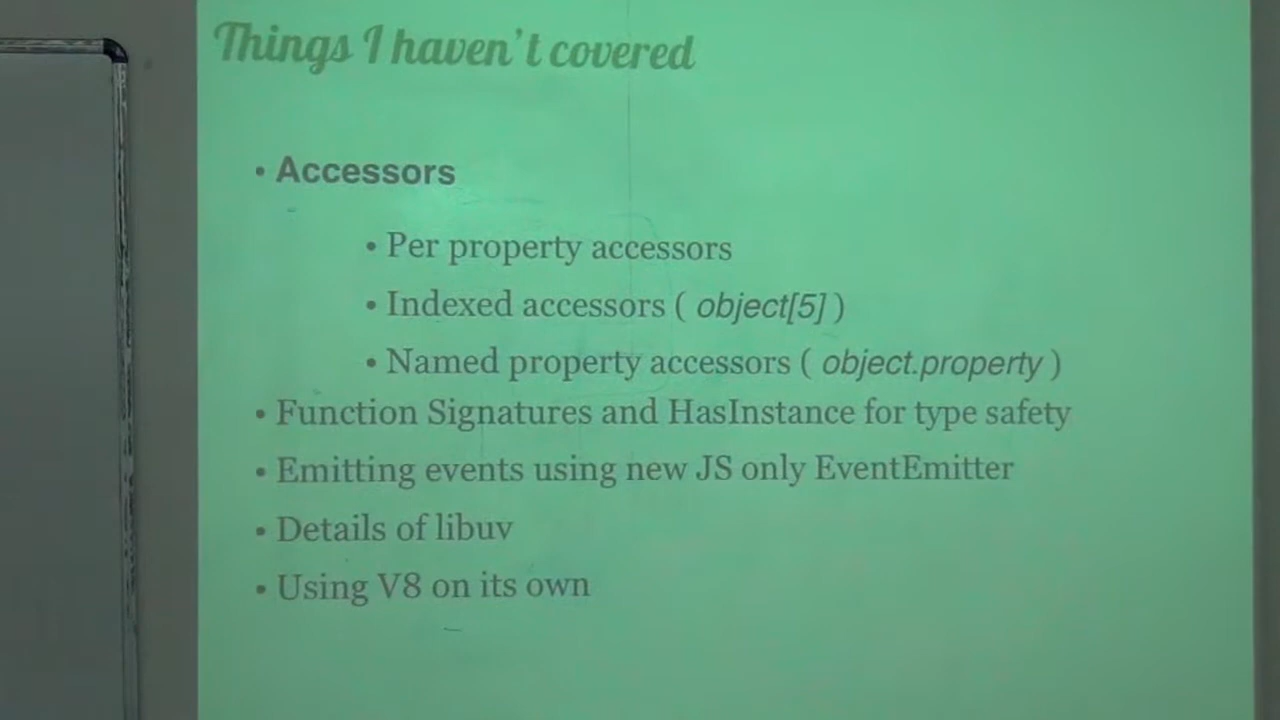 Things I haven't covered
• Accessors
• Per property accessors
• Indexed accessors ( object[5] )
• Named property accessors ( object.property )
• Function Signatures and HasInstance for type safety
• Emitting events using new JS only EventEmitter
• Details of libuv
• Using V8 on its own